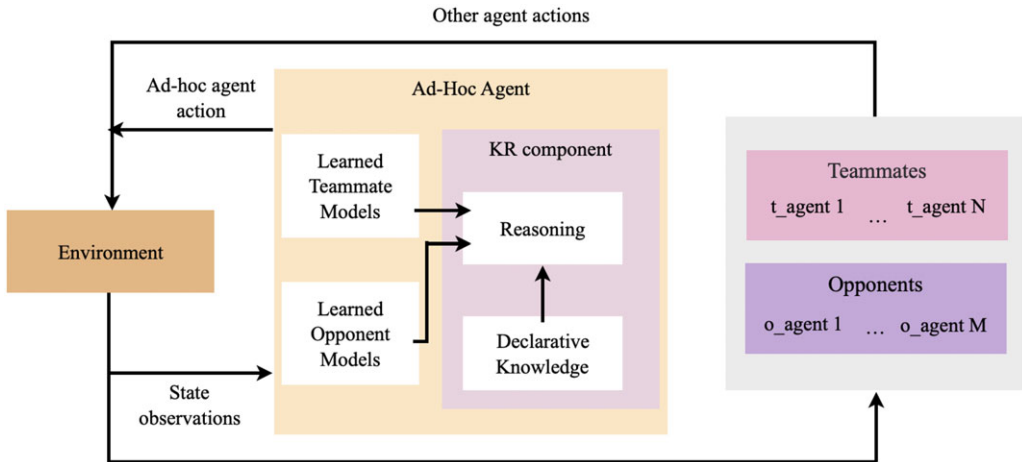 Other agent actions
Ad-hoc agent
action
Ad-Hoc Agent
Learned
Teammate
Models
KR component
Reasoning
Learned
Opponent
Models
Declarative
Knowledge
Environment
State
observations
Teammates
t_agent 1 ... t_agent N
Opponents
o_agent 1 ... o_agent M